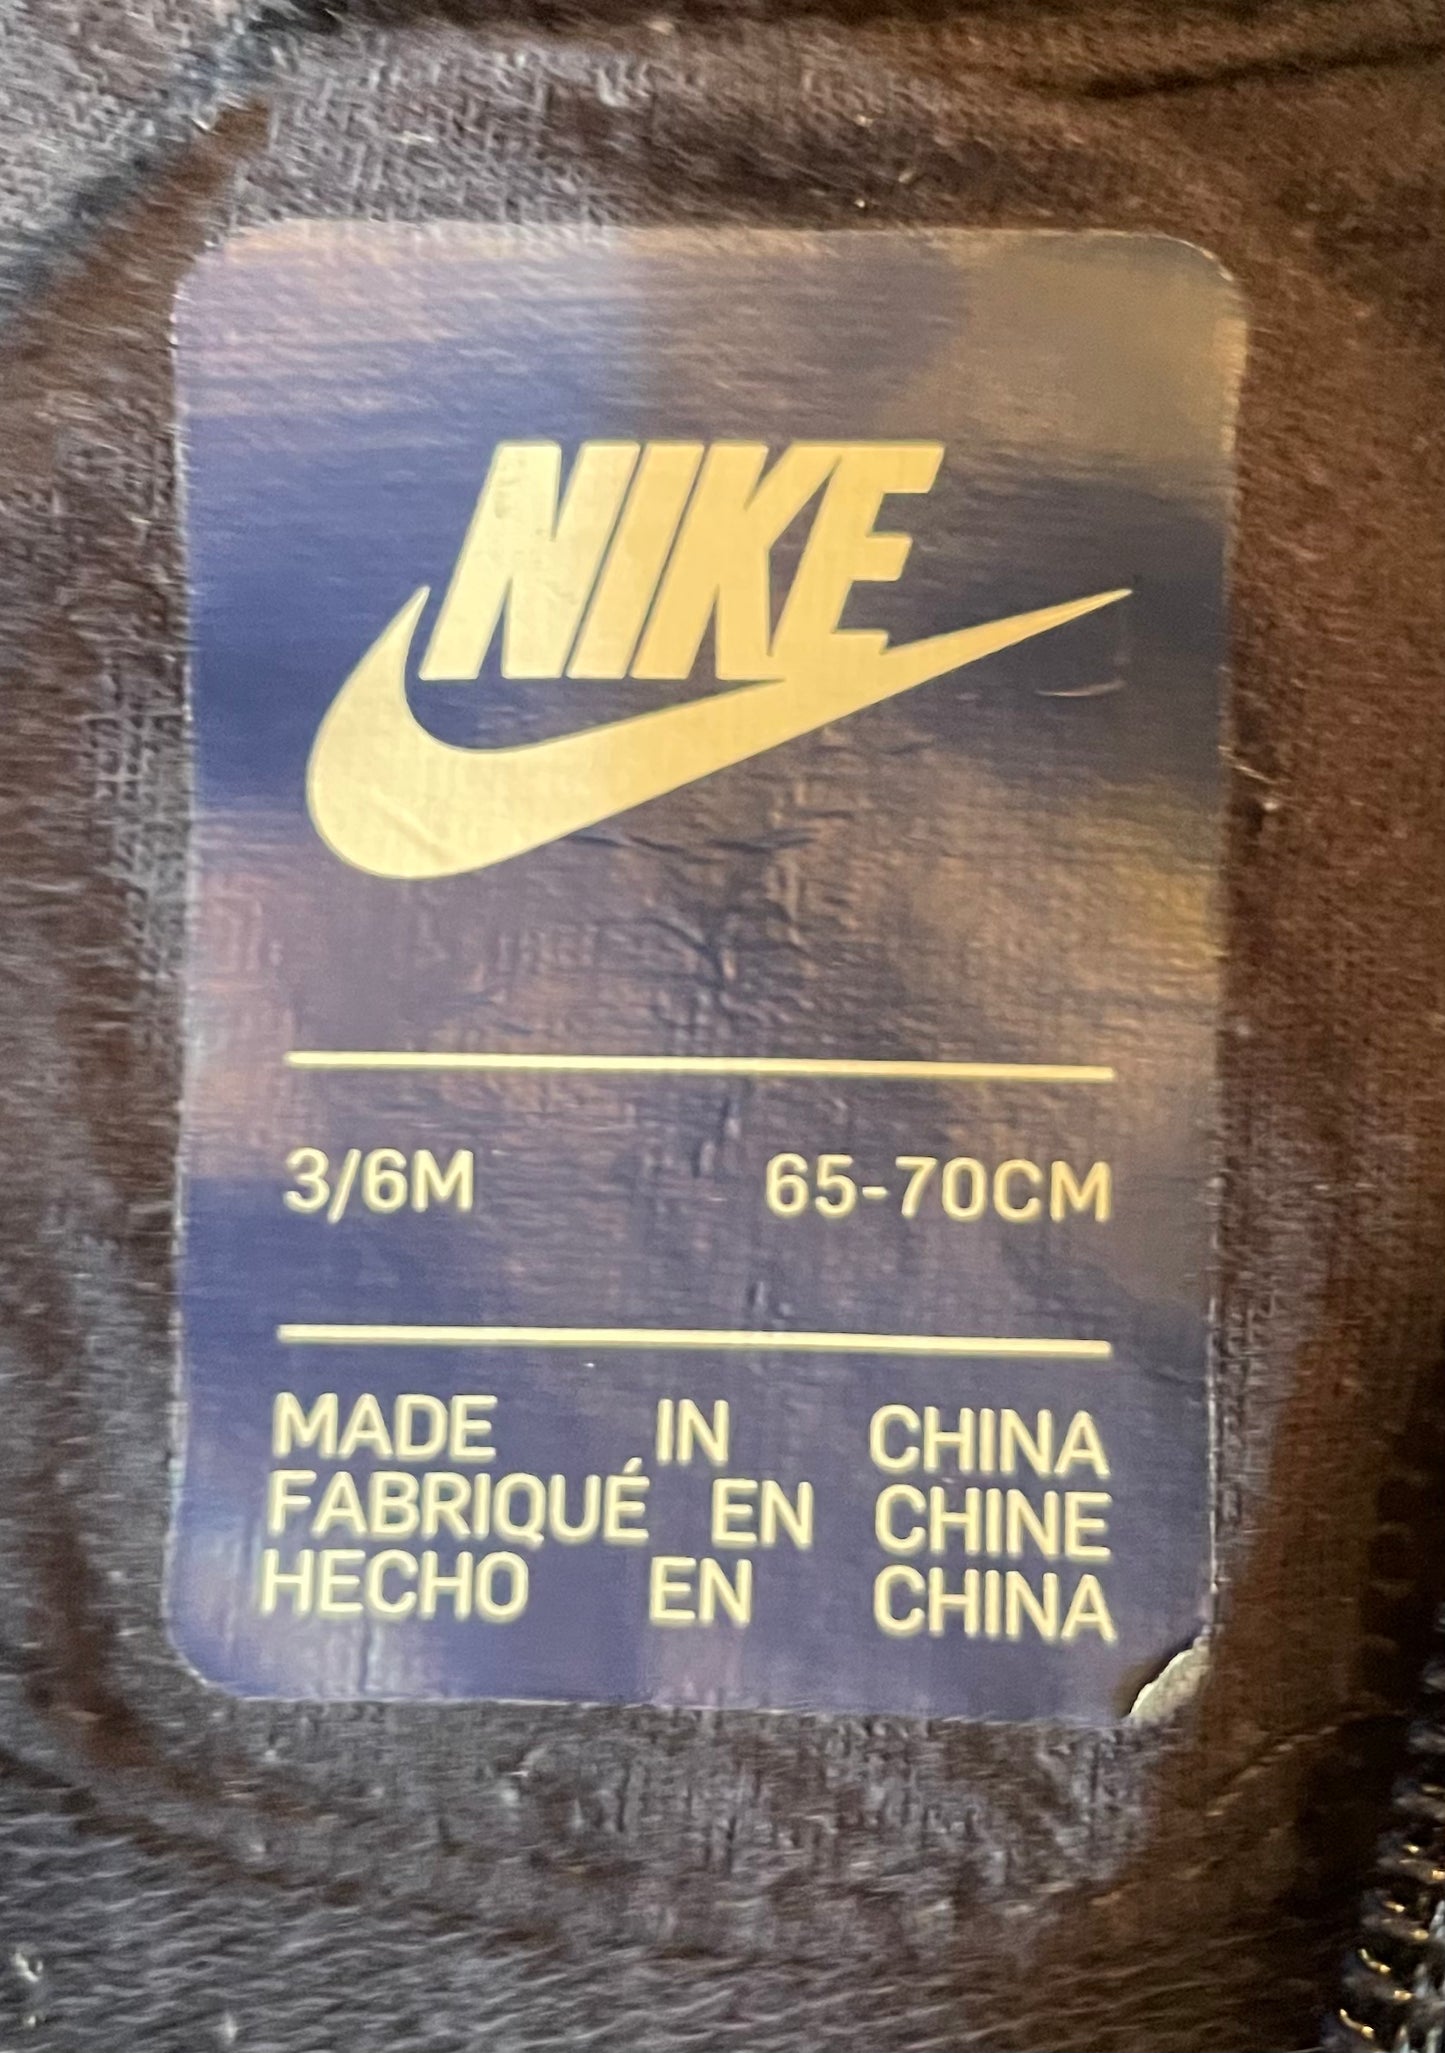 NIKE
3/6M 65-70CM
MADE IN CHINA
FABRIQUÉ EN CHINE
HECHO EN CHINA